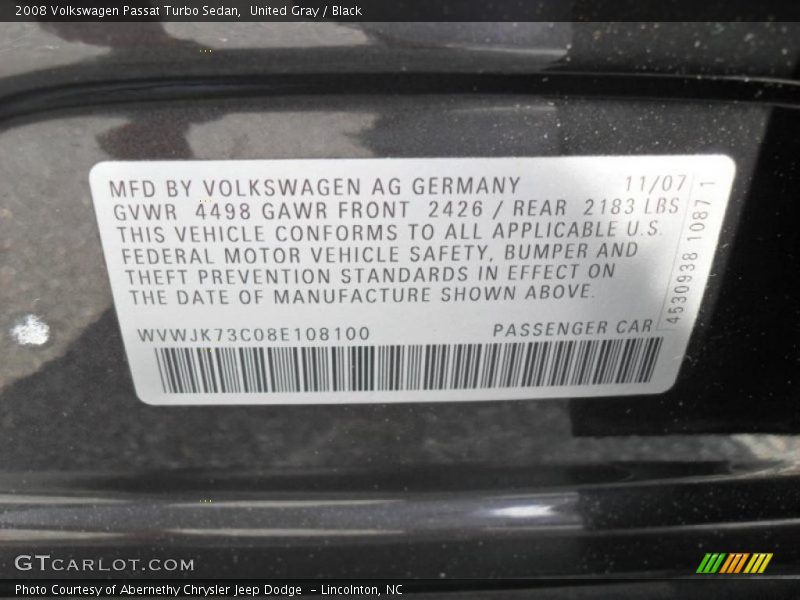 2008 Volkswagen Passat Turbo Sedan,  United Gray / Black
MFD BY VOLKSWAGEN AG GERMANY 11/07
GVWR 4498 GAWR FRONT 2426 / REAR 2183 LBS
THIS VEHICLE CONFORMS TO ALL APPLICABLE U.S.
FEDERAL MOTOR VEHICLE SAFETY, BUMPER AND
THEFT PREVENTION STANDARDS IN EFFECT ON
THE DATE OF MANUFACTURE SHOWN ABOVE.
WVWJK73C08E108100 PASSENGER CAR
4530938 1087 1
GTCARLOT.COM
Photo Courtesy of Abernethy Chrysler Jeep Dodge - Lincolnton, NC